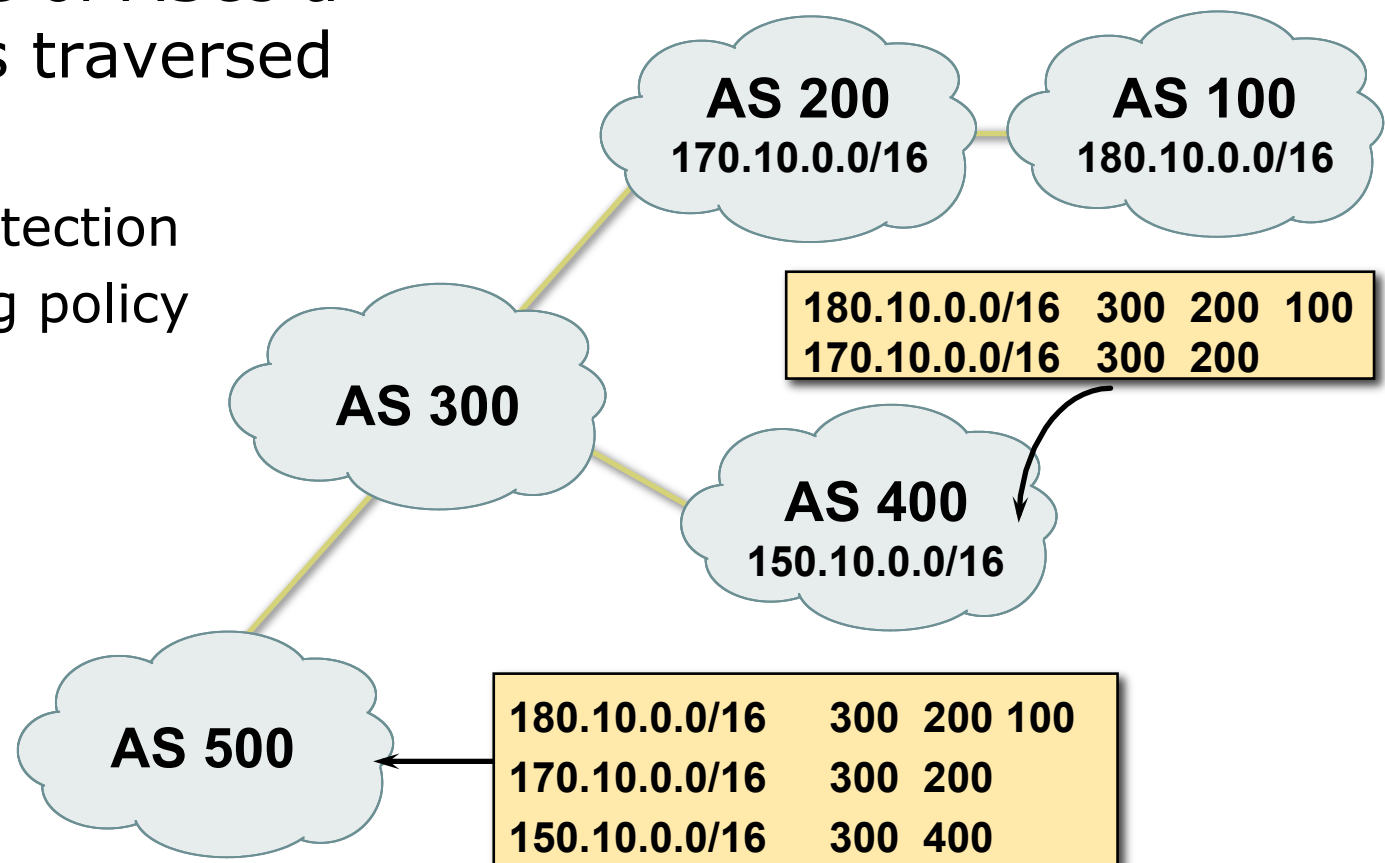 s traversed
tection
g policy
AS 200
170.10.0.0/16
AS 100
180.10.0.0/16
180.10.0.0/16 300 200 100
170.10.0.0/16 300 200
AS 300
AS 400
150.10.0.0/16
AS 500
180.10.0.0/16 300 200 100
170.10.0.0/16 300 200
150.10.0.0/16 300 400